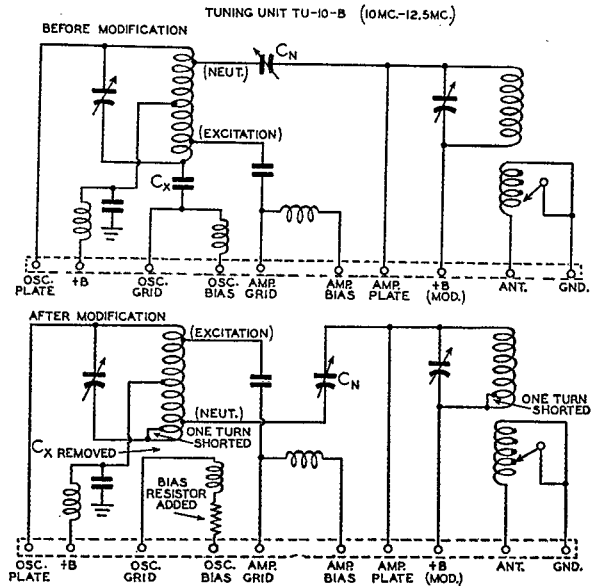 TUNING UNIT TU-10-B (10MC.-12.5MC.)
BEFORE MODIFICATION
CN
(NEUT.)
(EXCITATION)
CX
OSC. PLATE
+B
OSC. GRID
OSC. BIAS
AMP. GRID
AMP. BIAS
AMP. PLATE
+B (MOD.)
ANT.
GND.
AFTER MODIFICATION
(EXCITATION)
CN
(NEUT.)
ONE TURN
SHORTED
ONE TURN
SHORTED
CX REMOVED
BIAS
RESISTOR
ADDED
OSC. PLATE
+B
OSC. GRID
OSC. BIAS
AMP. GRID
AMP. BIAS
AMP. PLATE
+B (MOD.)
ANT.
GND.